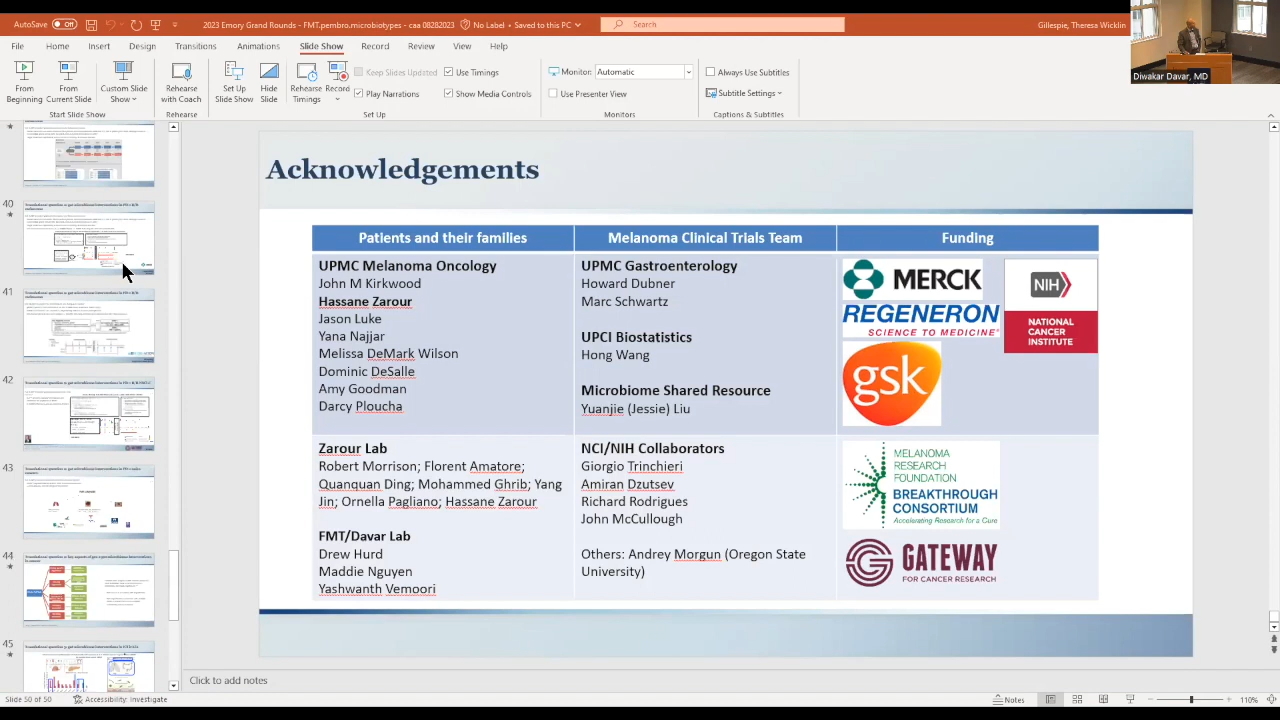 AutoSave Off
2023 Emory Grand Rounds - FMT.pembro.microbiotypes - caa 08282023
No Label • Saved to this PC
Search
Gillespie, Theresa Wicklin
File Home Insert Design Transitions Animations Slide Show Record Review View Help
From Beginning
From Current Slide
Custom Slide Show
Start Slide Show
Rehearse with Coach
Rehearse
Set Up Slide Show
Hide Slide
Rehearse Timings
Record
Keep Slides Updated
Play Narrations
Use Timings
Show Media Controls
Set Up
Monitor: Automatic
Use Presenter View
Monitors
Always Use Subtitles
Subtitle Settings
Captions & Subtitles
Diwakar Davar, MD
40
41
42
43
44
45
Acknowledgements
Patients and their families
Melanoma Clinical Trials Team
Funding
UPMC Melanoma Oncology
John M Kirkwood
Hassane Zarour
Jason Luke
Yana Najjar
Melissa DeMark Wilson
Dominic DeSalle
Amy Goodman
Darcy Ploucha
UPMC Gastroenterology
Howard Dubner
Marc Schwartz
UPCI Biostatistics
Hong Wang
Microbiome Shared Resource
Yuanjie (Jessie) Liu
MERCK
REGENERON
SCIENCE TO MEDICINE®
gsk
NIH
NATIONAL
CANCER
INSTITUTE
Zarour Lab
Robert Morrison; Florent Amatore;
Quanquan Ding; Mohammed Ghrib; Yang
Jin; Ornella Pagliano; Hassane Zarour
FMT/Davar Lab
Drew Hurd
Maddie Nguyen
Yashwanth Somoori
NCI/NIH Collaborators
Giorgio Trinchieri
Amiran Dzutsev
Richard Rodrigues
John McCullough
Others: Andrey Morgun (Oregon State
University)
MELANOMA
RESEARCH
FOUNDATION
BREAKTHROUGH
CONSORTIUM
Accelerating Research for a Cure
GATEWAY
FOR CANCER RESEARCH
Click to add notes
Slide 50 of 50
Accessibility: Investigate
Notes
110%